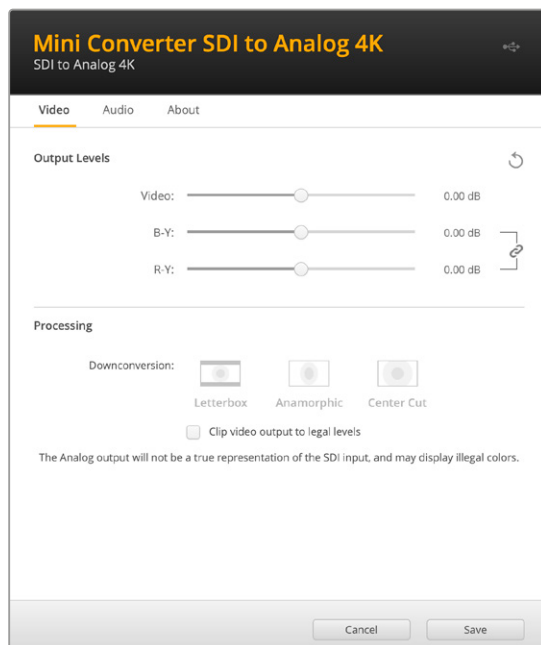 Mini Converter SDI to Analog 4K
SDI to Analog 4K
Video Audio About
Output Levels
Video: 0.00 dB
B-Y: 0.00 dB
R-Y: 0.00 dB
Processing
Downconversion:
Letterbox Anamorphic Center Cut
Clip video output to legal levels
The Analog output will not be a true representation of the SDI input, and may display illegal colors.
Cancel Save